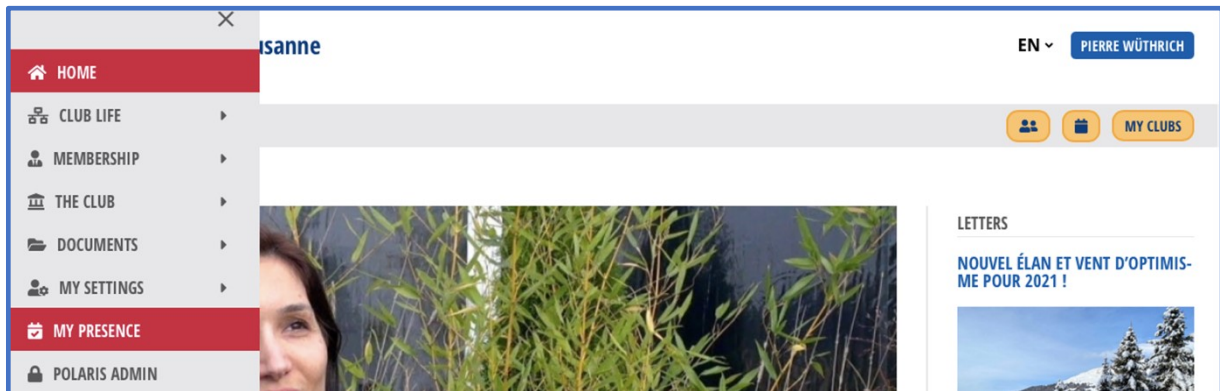 usanne
EN
PIERRE WÜTHRICH
HOME
CLUB LIFE
MEMBERSHIP
THE CLUB
DOCUMENTS
MY SETTINGS
MY PRESENCE
POLARIS ADMIN
MY CLUBS
LETTERS
NOUVEL ÉLAN ET VENT D'OPTIMIS-
ME POUR 2021 !